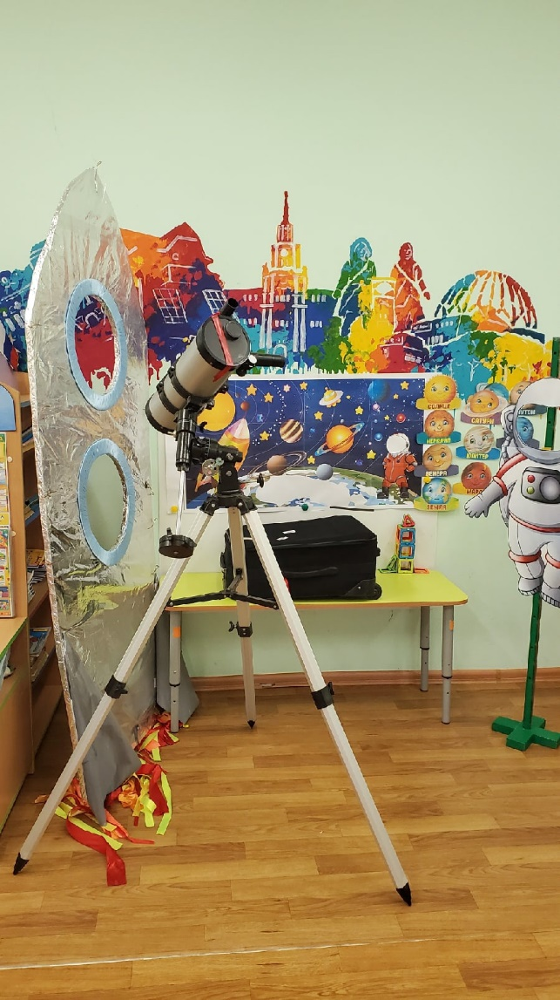 СОЛНЦЕ
САТУРН
МЕРКУРИЙ
ЮПИТЕР
ВЕНЕРА
МАРС
ЗЕМЛЯ